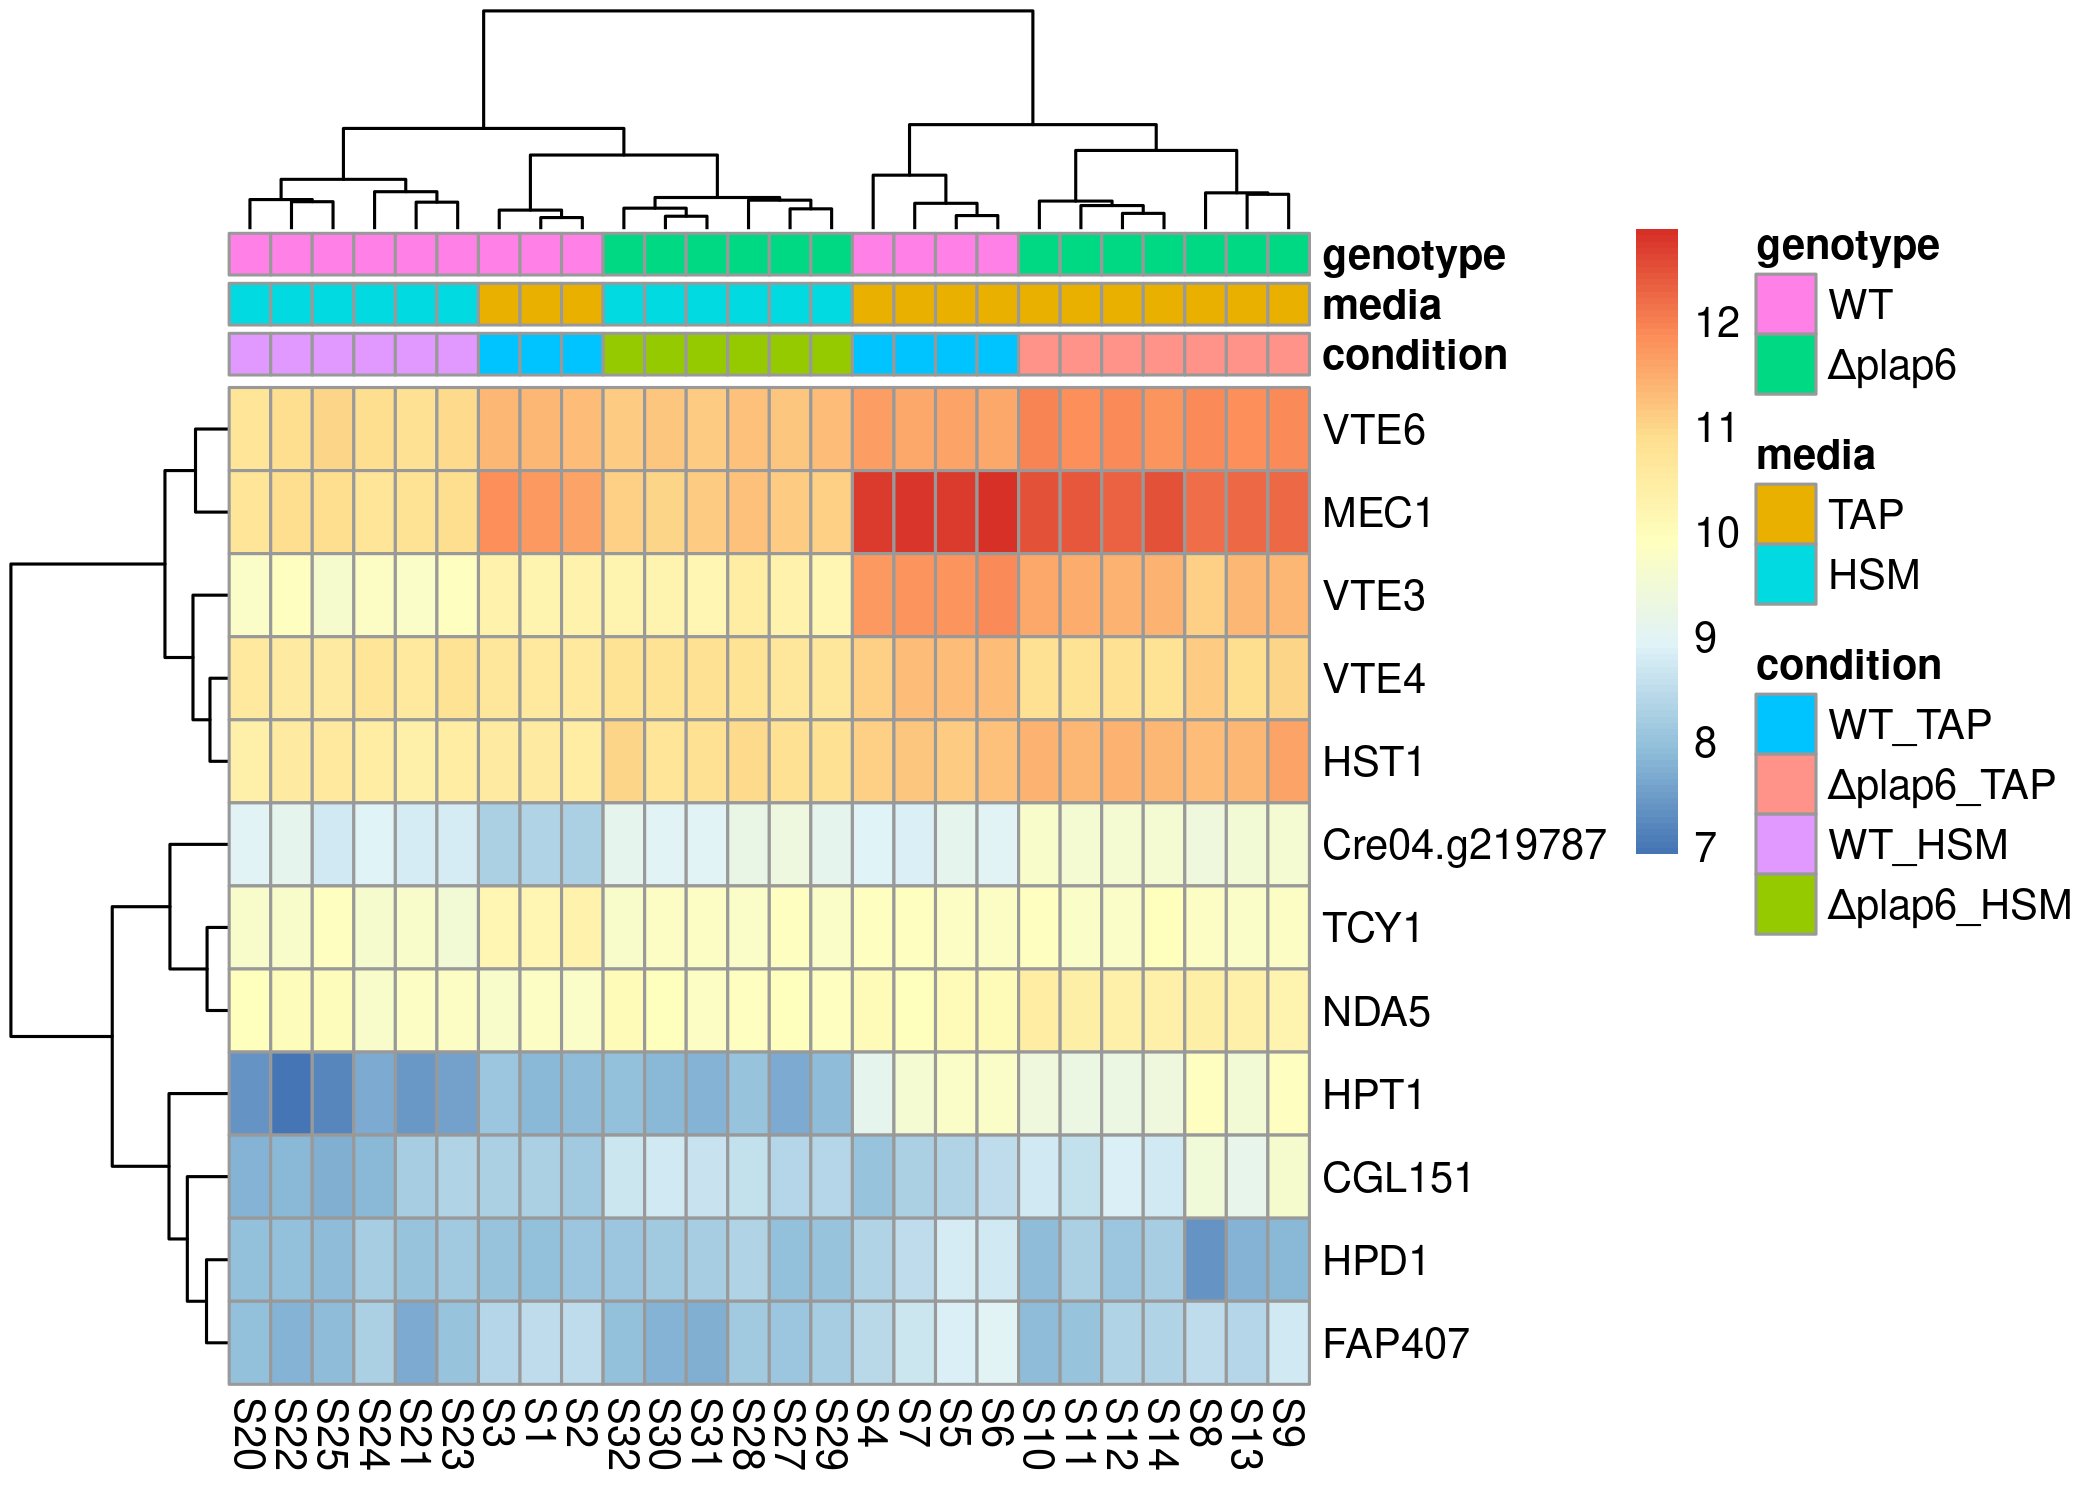 genotype
media
condition
VTE6
MEC1
VTE3
VTE4
HST1
Cre04.g219787
TCY1
NDA5
HPT1
CGL151
HPD1
FAP407
S20 S22 S25 S24 S21 S23 S3 S1 S2 S32 S30 S31 S28 S27 S29 S4 S7 S5 S6 S10 S11 S12 S14 S8 S13 S9
12
11
10
9
8
7
genotype
WT
Δplap6
media
TAP
HSM
condition
WT_TAP
Δplap6_TAP
WT_HSM
Δplap6_HSM